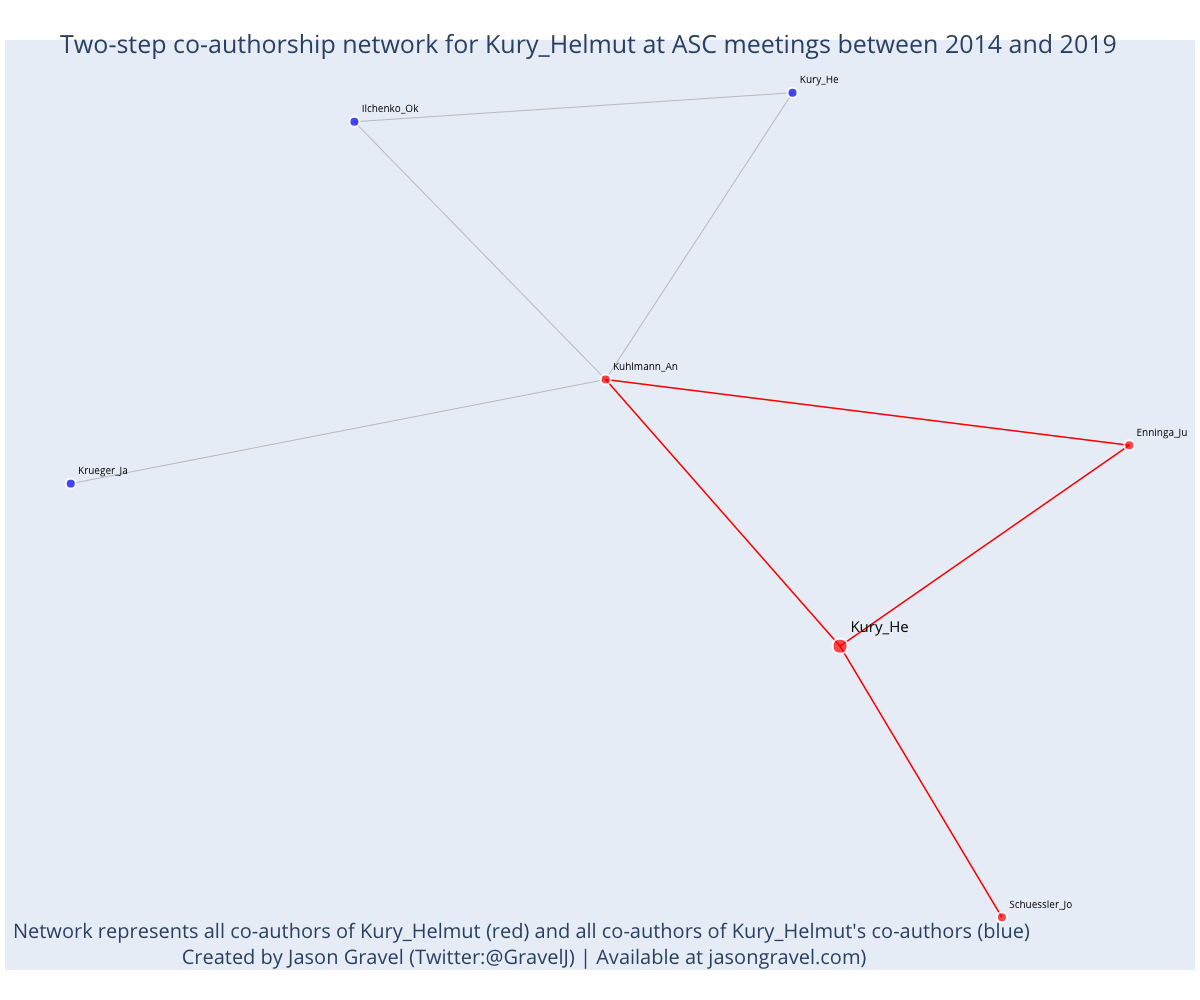 Two-step co-authorship network for Kury_Helmut at ASC meetings between 2014 and 2019
Kury_He
Ilchenko_Ok
Kuhlmann_An
Enninga_Ju
Krueger_Ja
Kury_He
Schuessler_Jo
Network represents all co-authors of Kury_Helmut (red) and all co-authors of Kury_Helmut's co-authors (blue)
Created by Jason Gravel (Twitter:@GravelJ) | Available at jasongravel.com)